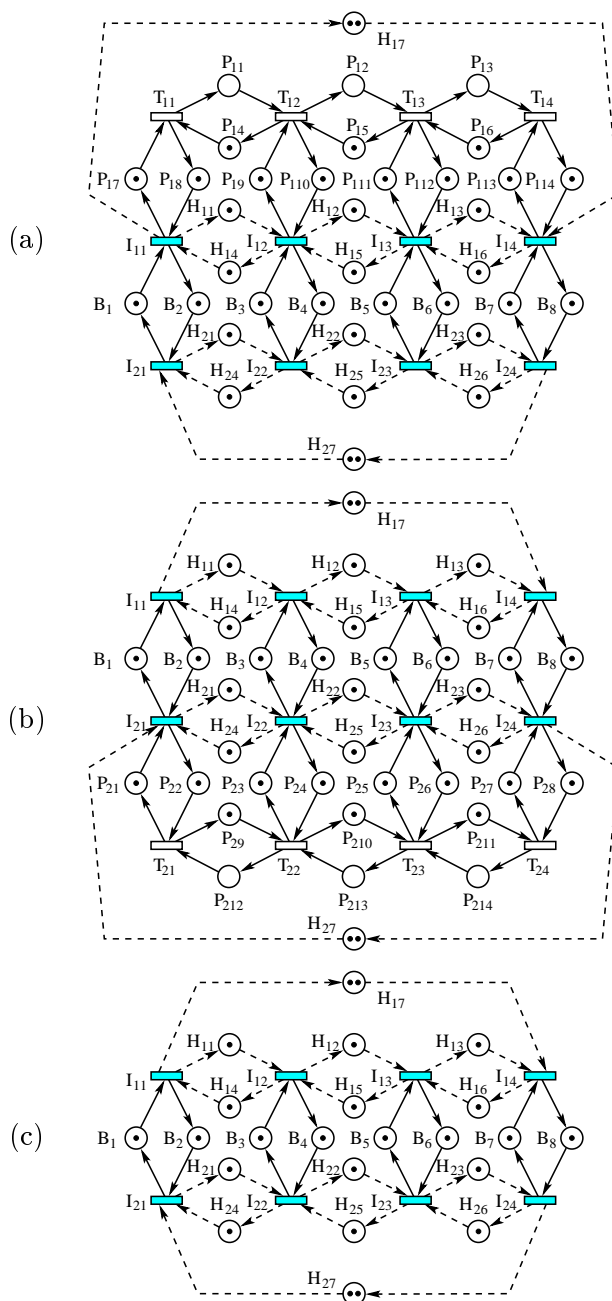 H17
P11 P12 P13
T11 T12 T13 T14
P14 P15 P16
P17 P18 P19 P110 P111 P112 P113 P114
H11 H12 H13
(a)
I11 I12 I13 I14
H14 H15 H16
B1 B2 B3 B4 B5 B6 B7 B8
H21 H22 H23
I21 I22 I23 I24
H24 H25 H26
H27
H17
H11 H12 H13
I11 I12 I13 I14
H14 H15 H16
B1 B2 B3 B4 B5 B6 B7 B8
H21 H22 H23
(b)
I21 I22 I23 I24
H24 H25 H26
P21 P22 P23 P24 P25 P26 P27 P28
P29 P210 P211
T21 T22 T23 T24
P212 P213 P214
H27
H17
H11 H12 H13
I11 I12 I13 I14
H14 H15 H16
(c)
B1 B2 B3 B4 B5 B6 B7 B8
H21 H22 H23
I21 I22 I23 I24
H24 H25 H26
H27